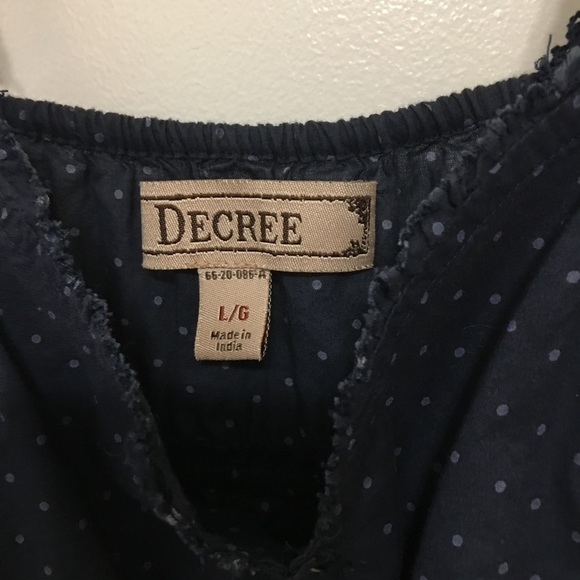 DECREE
66-20-086-A
L/G
Made in
India